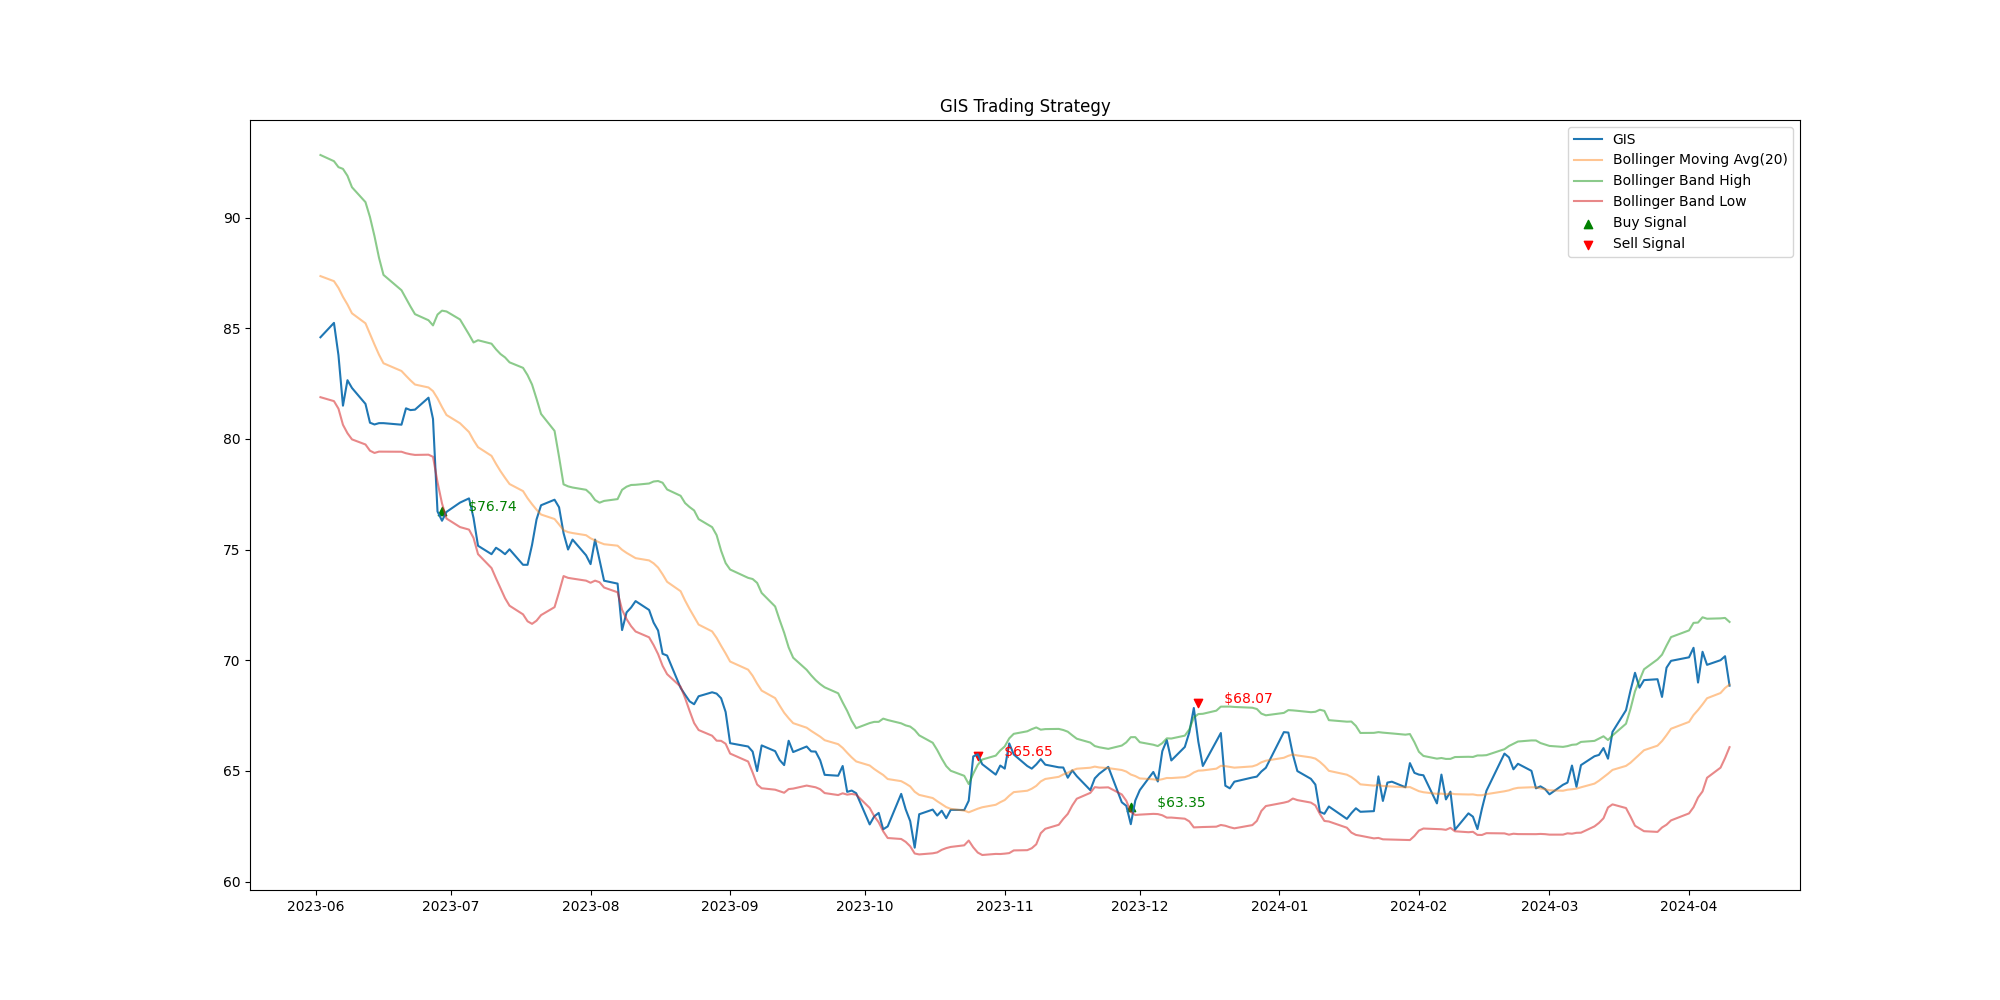 GIS Trading Strategy
GIS
Bollinger Moving Avg(20)
Bollinger Band High
Bollinger Band Low
Buy Signal
Sell Signal
90
85
80
75
70
65
60
$76.74
$68.07
$65.65
$63.35
2023-06 2023-07 2023-08 2023-09 2023-10 2023-11 2023-12 2024-01 2024-02 2024-03 2024-04